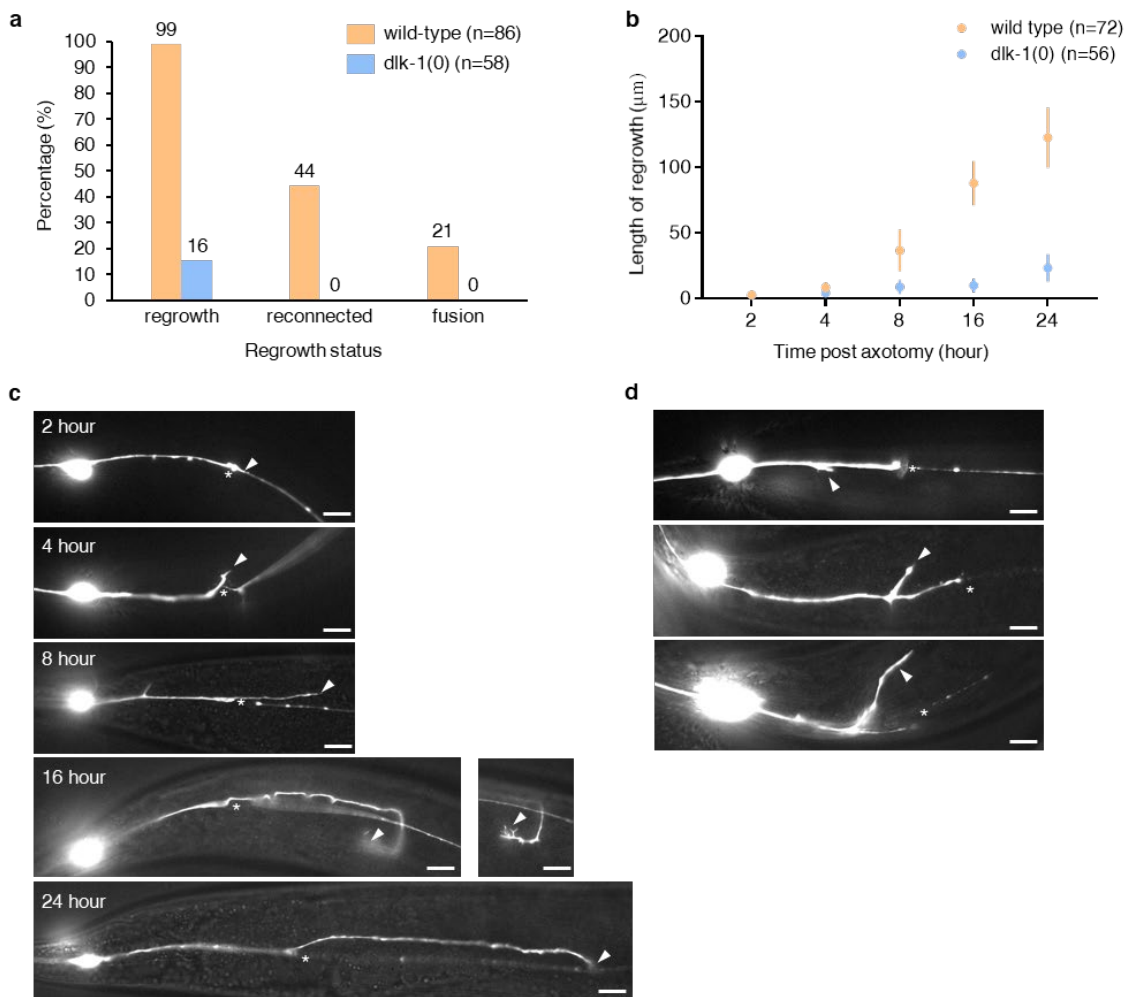 a
99
100
90
80
70
60
50
40
30
20
10
0
Percentage (%)
wild-type (n=86)
dlk-1(0) (n=58)
16
44
0
21
0
regrowth reconnected fusion
Regrowth status
b
200
150
100
50
0
Length of regrowth (μm)
wild type (n=72)
dlk-1(0) (n=56)
2 4 8 16 24
Time post axotomy (hour)
c
2 hour
*
4 hour
*
8 hour
*
16 hour
*
24 hour
*
d
*
*
*